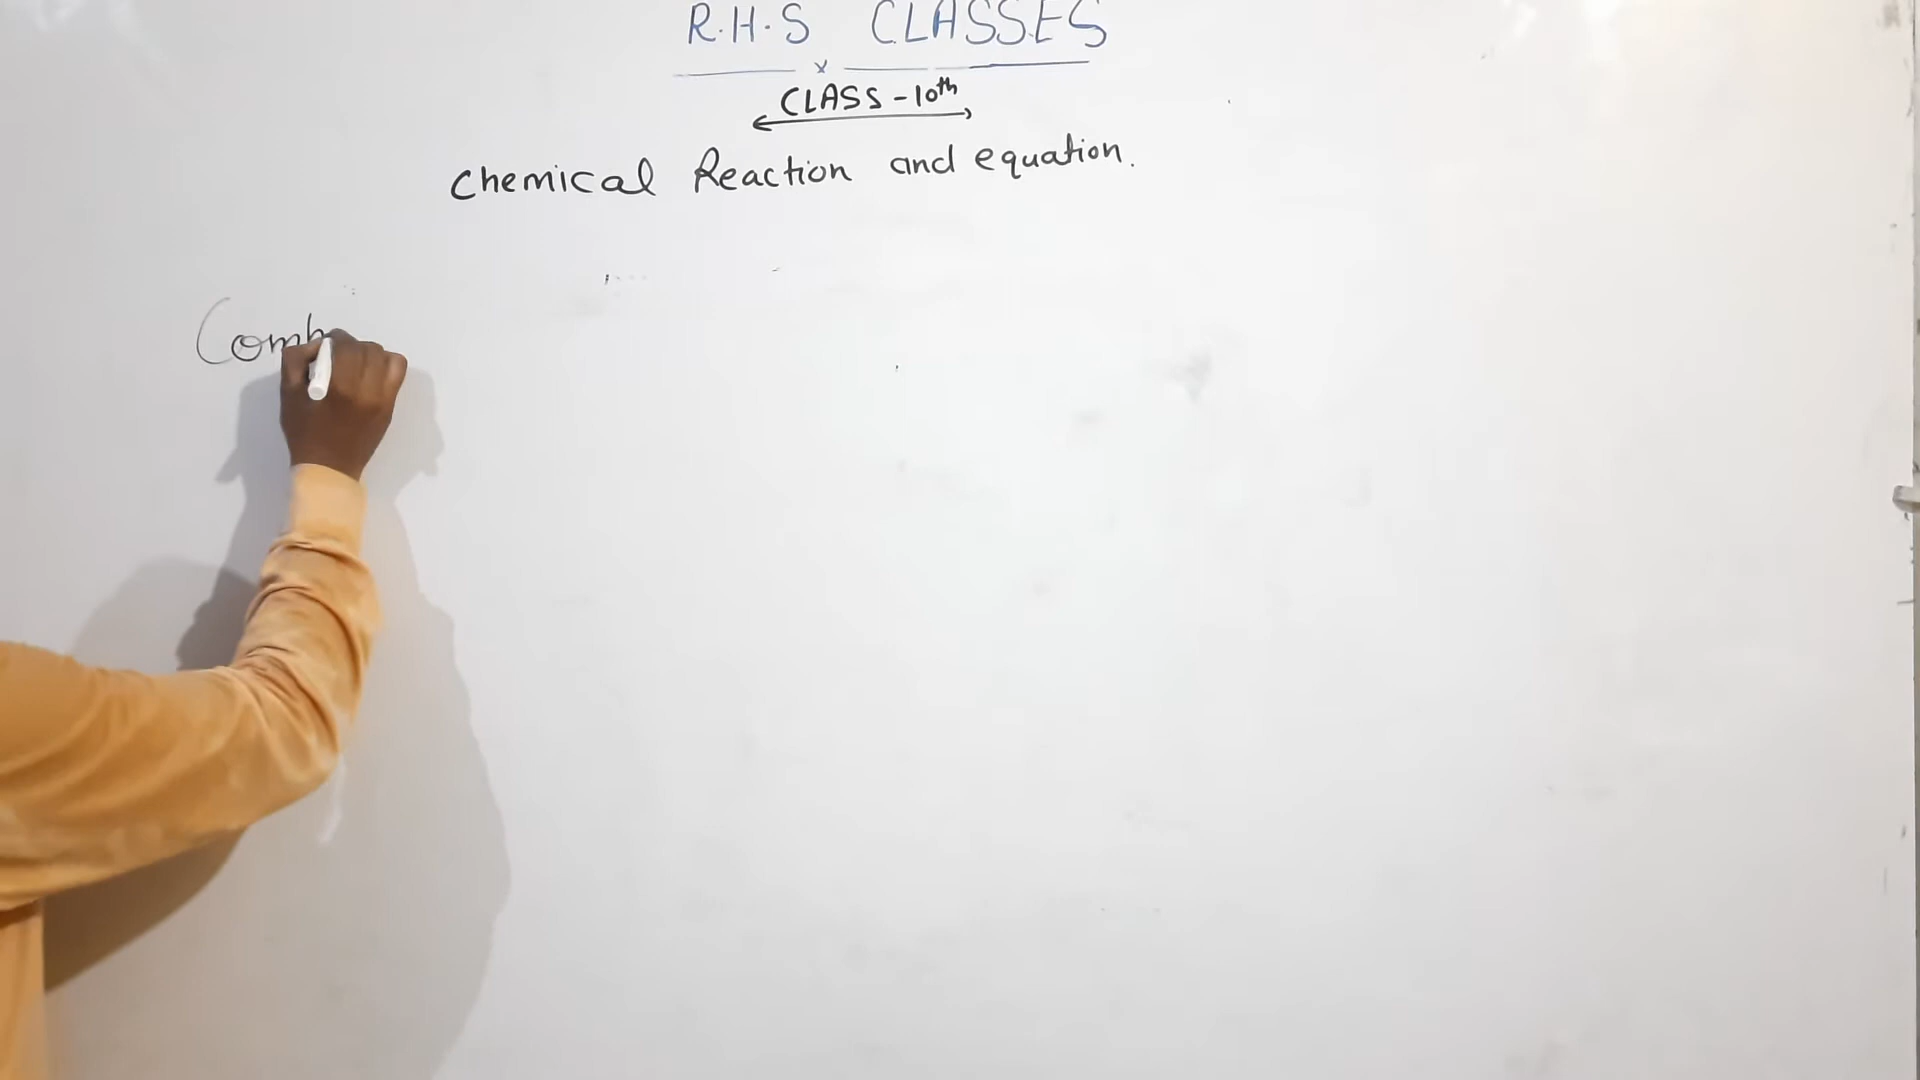 R.H.S CLASSES
CLASS-10th
Chemical Reaction and equation.
Comb